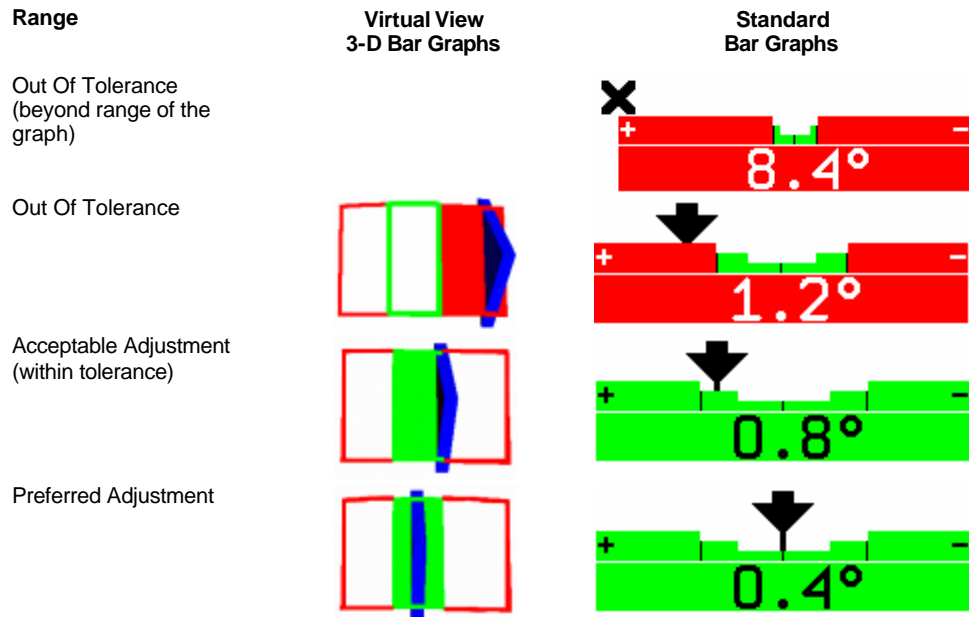 Range
Virtual View
3-D Bar Graphs
Standard
Bar Graphs
Out Of Tolerance
(beyond range of the
graph)
+ −
8.4°
Out Of Tolerance
+ −
1.2°
Acceptable Adjustment
(within tolerance)
+ −
0.8°
Preferred Adjustment
+ −
0.4°